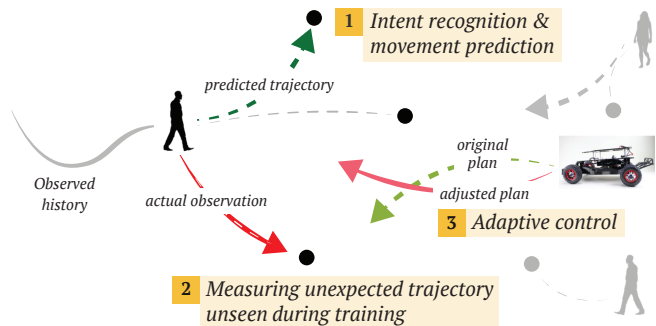 1 Intent recognition &
movement prediction
predicted trajectory
original
plan
Observed
history
actual observation
adjusted plan
3 Adaptive control
2 Measuring unexpected trajectory
unseen during training